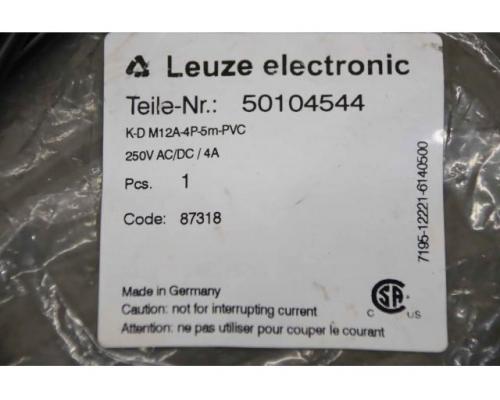 Leuze electronic
Teile-Nr.: 50104544
K-D M12A-4P-5m-PVC
250V AC/DC / 4A
Pcs. 1
Code: 87318
7195-12221-6140500
Made in Germany
Caution: not for interrupting current
Attention: ne pas utiliser pour couper le courant
C SA US